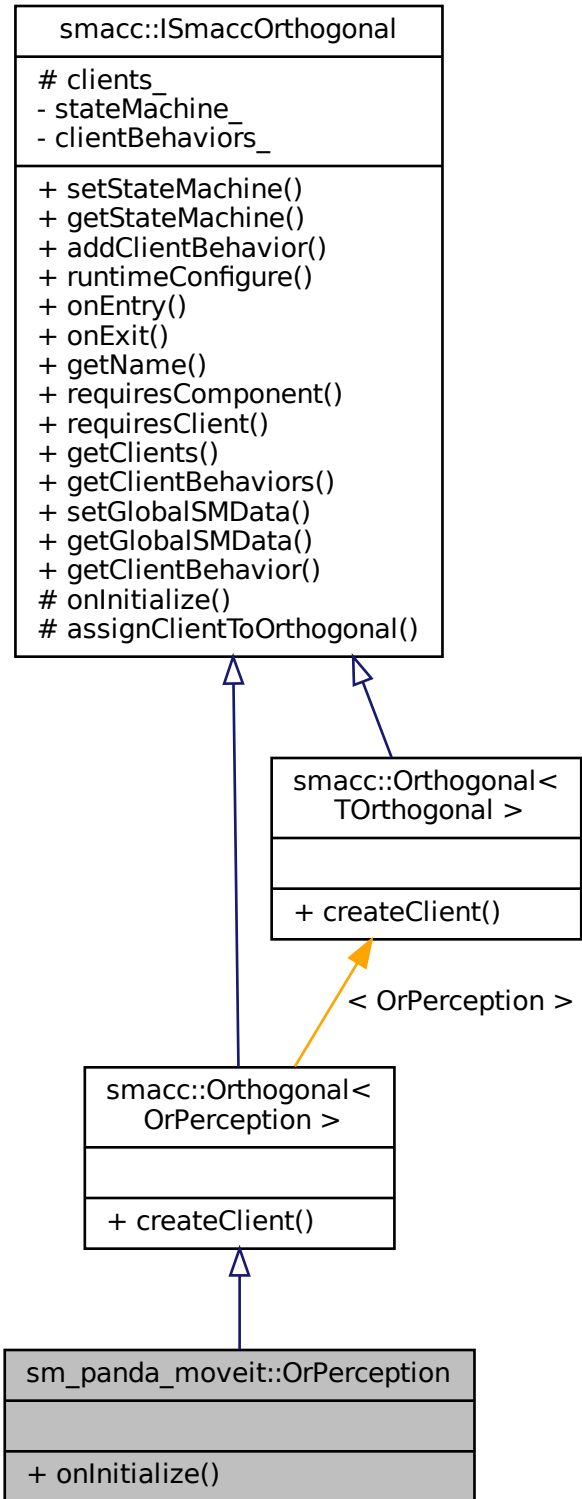 smacc::ISmaccOrthogonal
# clients_
- stateMachine_
- clientBehaviors_
+ setStateMachine()
+ getStateMachine()
+ addClientBehavior()
+ runtimeConfigure()
+ onEntry()
+ onExit()
+ getName()
+ requiresComponent()
+ requiresClient()
+ getClients()
+ getClientBehaviors()
+ setGlobalSMData()
+ getGlobalSMData()
+ getClientBehavior()
# onInitialize()
# assignClientToOrthogonal()
smacc::Orthogonal<
TOrthogonal >
+ createClient()
< OrPerception >
smacc::Orthogonal<
OrPerception >
+ createClient()
sm_panda_moveit::OrPerception
+ onInitialize()